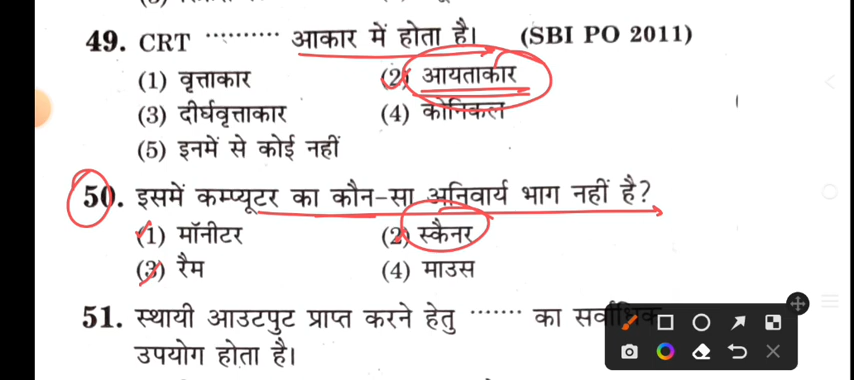 49. CRT ·········· आकार में होता है। (SBI PO 2011)
(1) वृत्ताकार (2) आयताकार
(3) दीर्घवृत्ताकार (4) कोनिकल
(5) इनमें से कोई नहीं
50. इसमें कम्प्यूटर का कौन-सा अनिवार्य भाग नहीं है?
(1) मॉनीटर (2) स्कैनर
(3) रैम (4) माउस
51. स्थायी आउटपुट प्राप्त करने हेतु ······· का सर्वाधिक
उपयोग होता है।